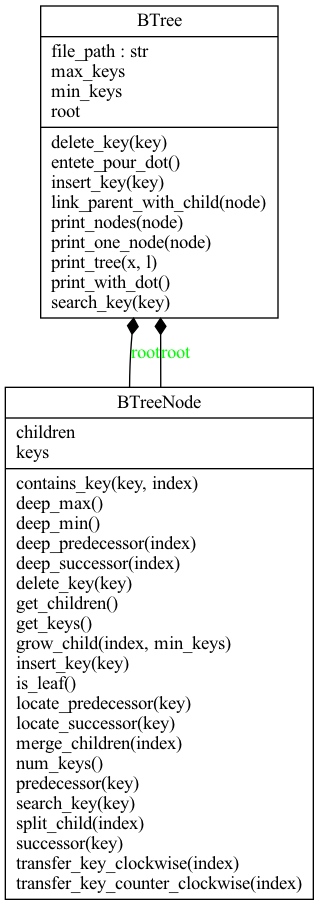 BTree
file_path : str
max_keys
min_keys
root
delete_key(key)
entete_pour_dot()
insert_key(key)
link_parent_with_child(node)
print_nodes(node)
print_one_node(node)
print_tree(x, l)
print_with_dot()
search_key(key)
root
root
BTreeNode
children
keys
contains_key(key, index)
deep_max()
deep_min()
deep_predecessor(index)
deep_successor(index)
delete_key(key)
get_children()
get_keys()
grow_child(index, min_keys)
insert_key(key)
is_leaf()
locate_predecessor(key)
locate_successor(key)
merge_children(index)
num_keys()
predecessor(key)
search_key(key)
split_child(index)
successor(key)
transfer_key_clockwise(index)
transfer_key_counter_clockwise(index)